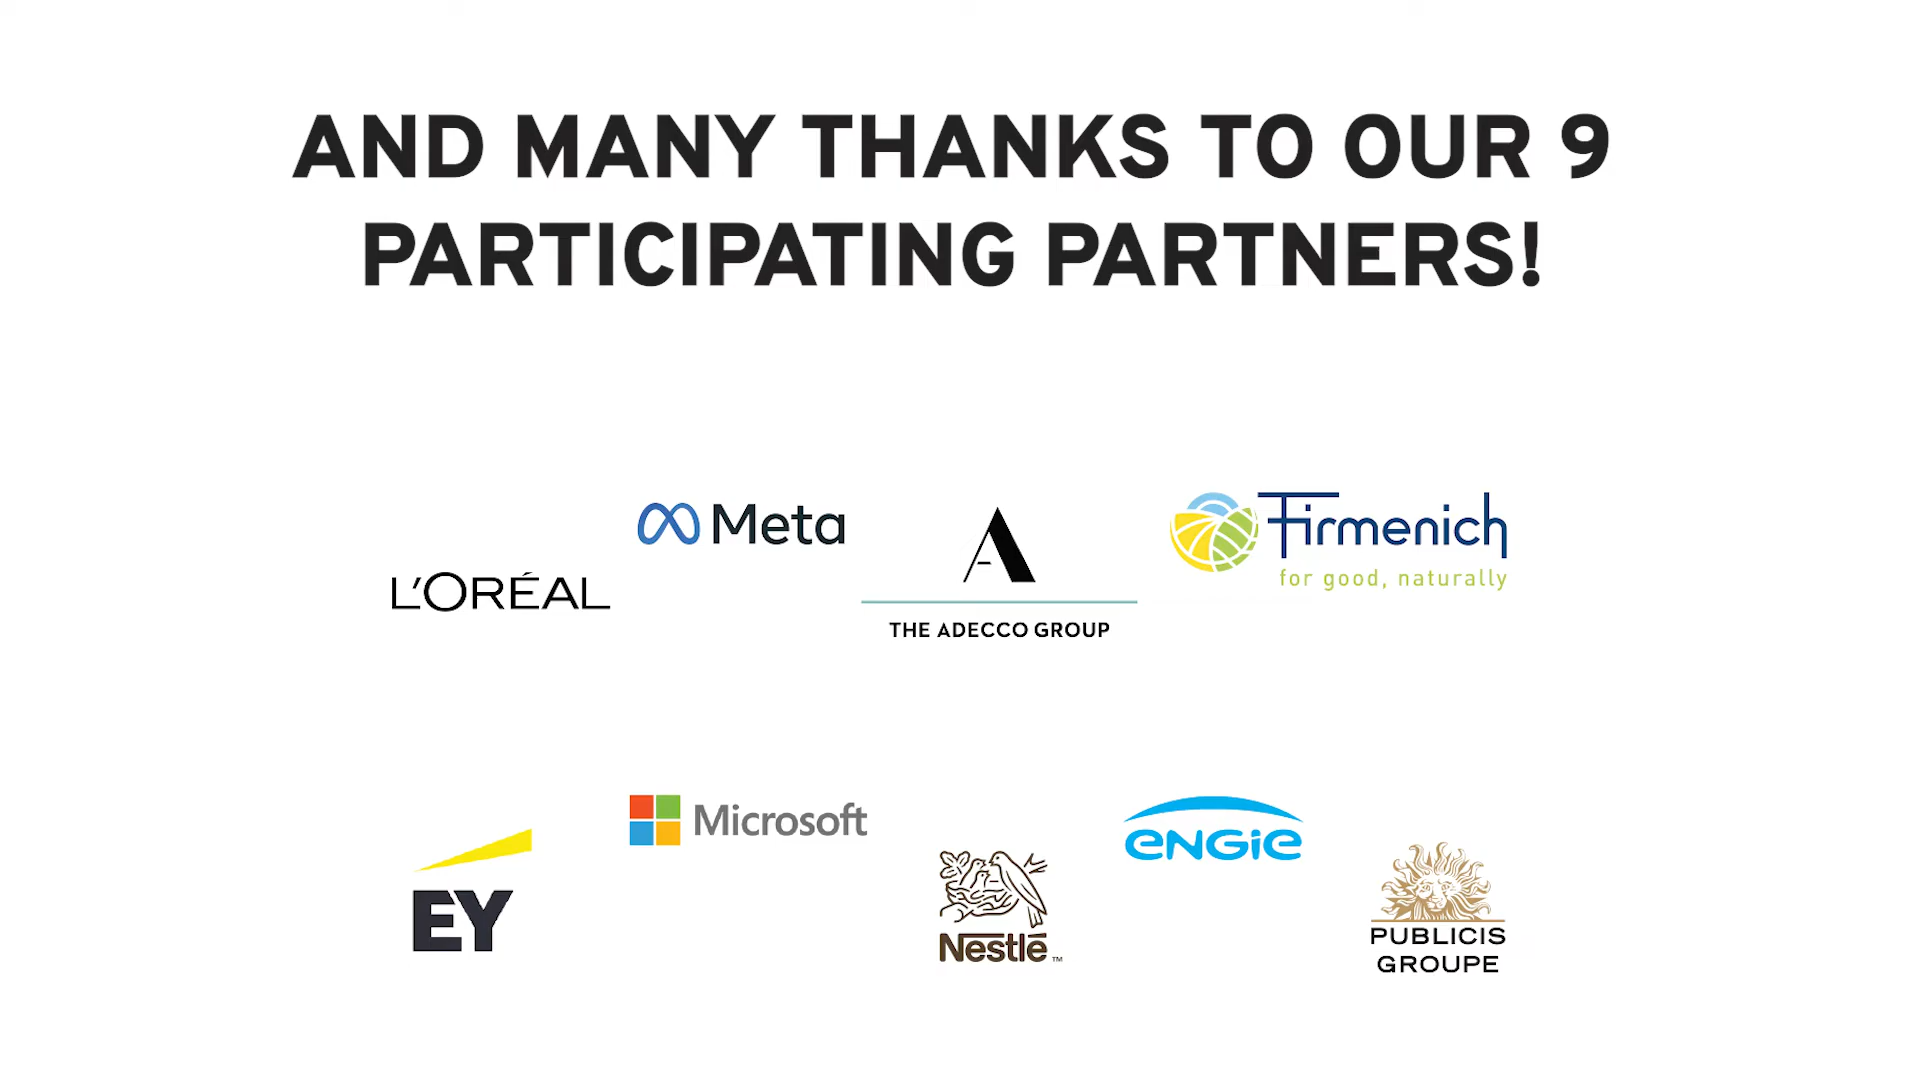 AND MANY THANKS TO OUR 9
PARTICIPATING PARTNERS!
L'ORÉAL
Meta
A
THE ADECCO GROUP
Firmenich
for good, naturally
EY
Microsoft
Nestlé ™
ENGIE
PUBLICIS
GROUPE